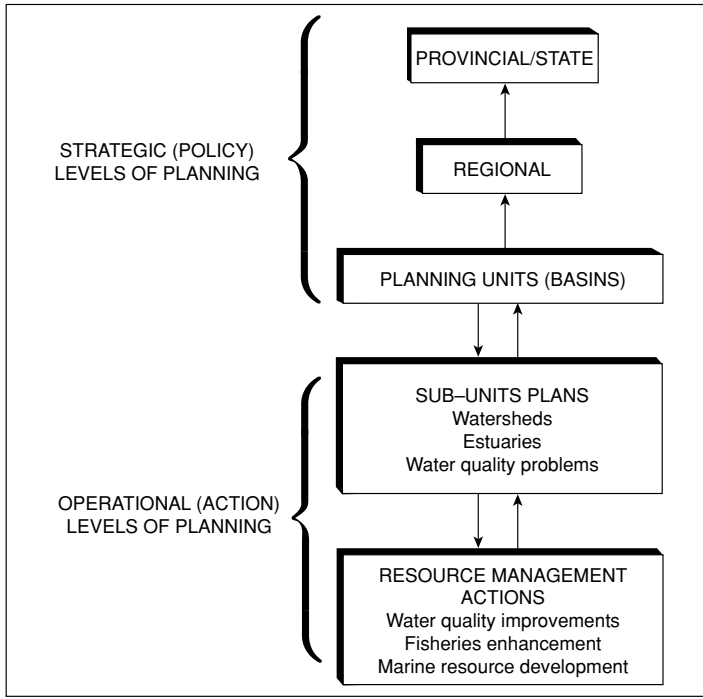 PROVINCIAL/STATE
STRATEGIC (POLICY)
LEVELS OF PLANNING
REGIONAL
PLANNING UNITS (BASINS)
SUB–UNITS PLANS
Watersheds
Estuaries
Water quality problems
OPERATIONAL (ACTION)
LEVELS OF PLANNING
RESOURCE MANAGEMENT
ACTIONS
Water quality improvements
Fisheries enhancement
Marine resource development